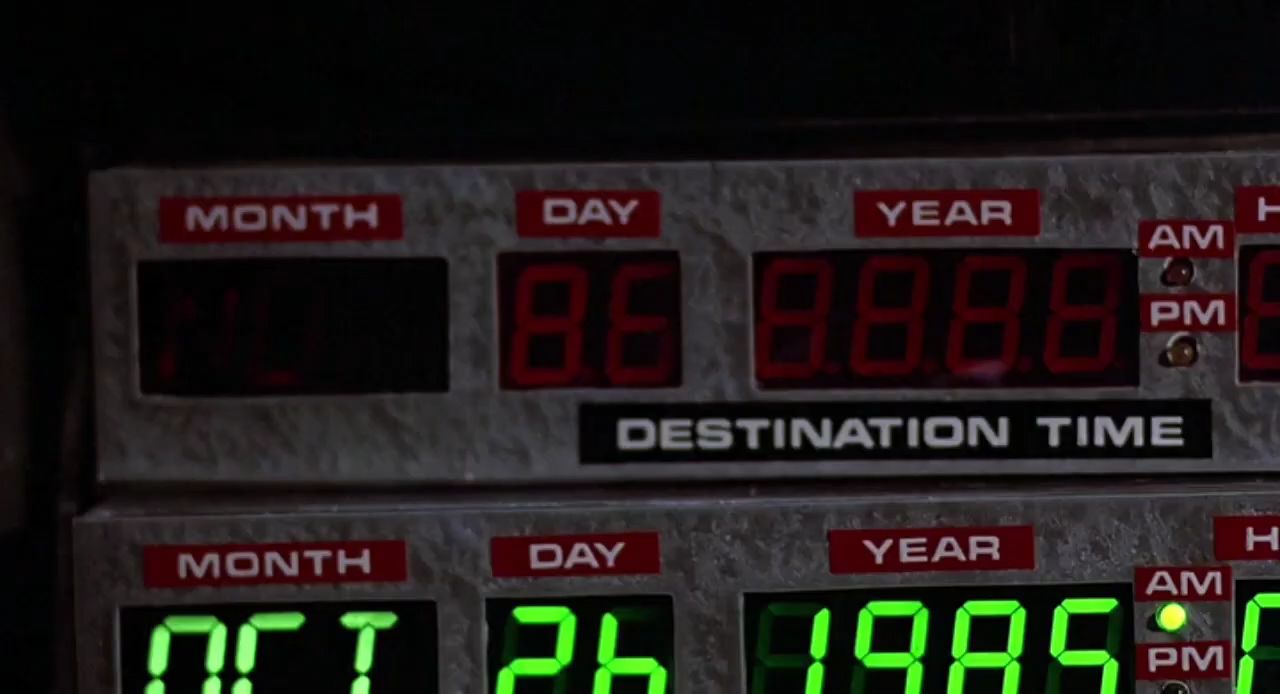 MONTH DAY YEAR
AM
PM
DESTINATION TIME
MONTH DAY YEAR
AM
OCT 26 1985
PM